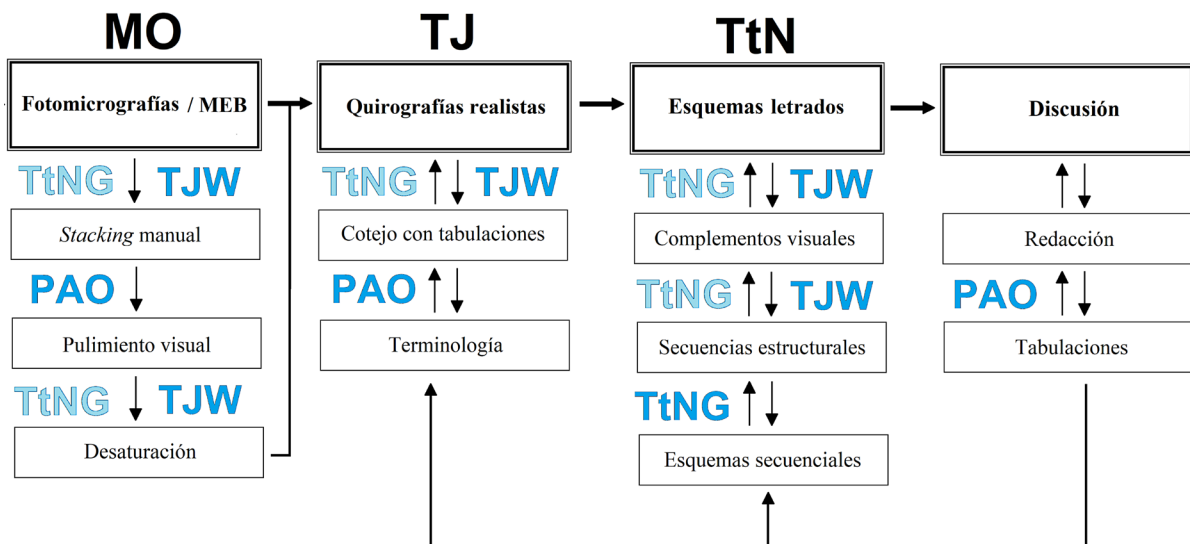 MO
TJ
TtN
Fotomicrografías / MEB
Quirografías realistas
Esquemas letrados
Discusión
TtNG TJW
TtNG TJW
TtNG TJW
Stacking manual
Cotejo con tabulaciones
Complementos visuales
Redacción
PAO
PAO
TtNG TJW
PAO
Pulimiento visual
Terminología
Secuencias estructurales
Tabulaciones
TtNG TJW
TtNG
Desaturación
Esquemas secuenciales